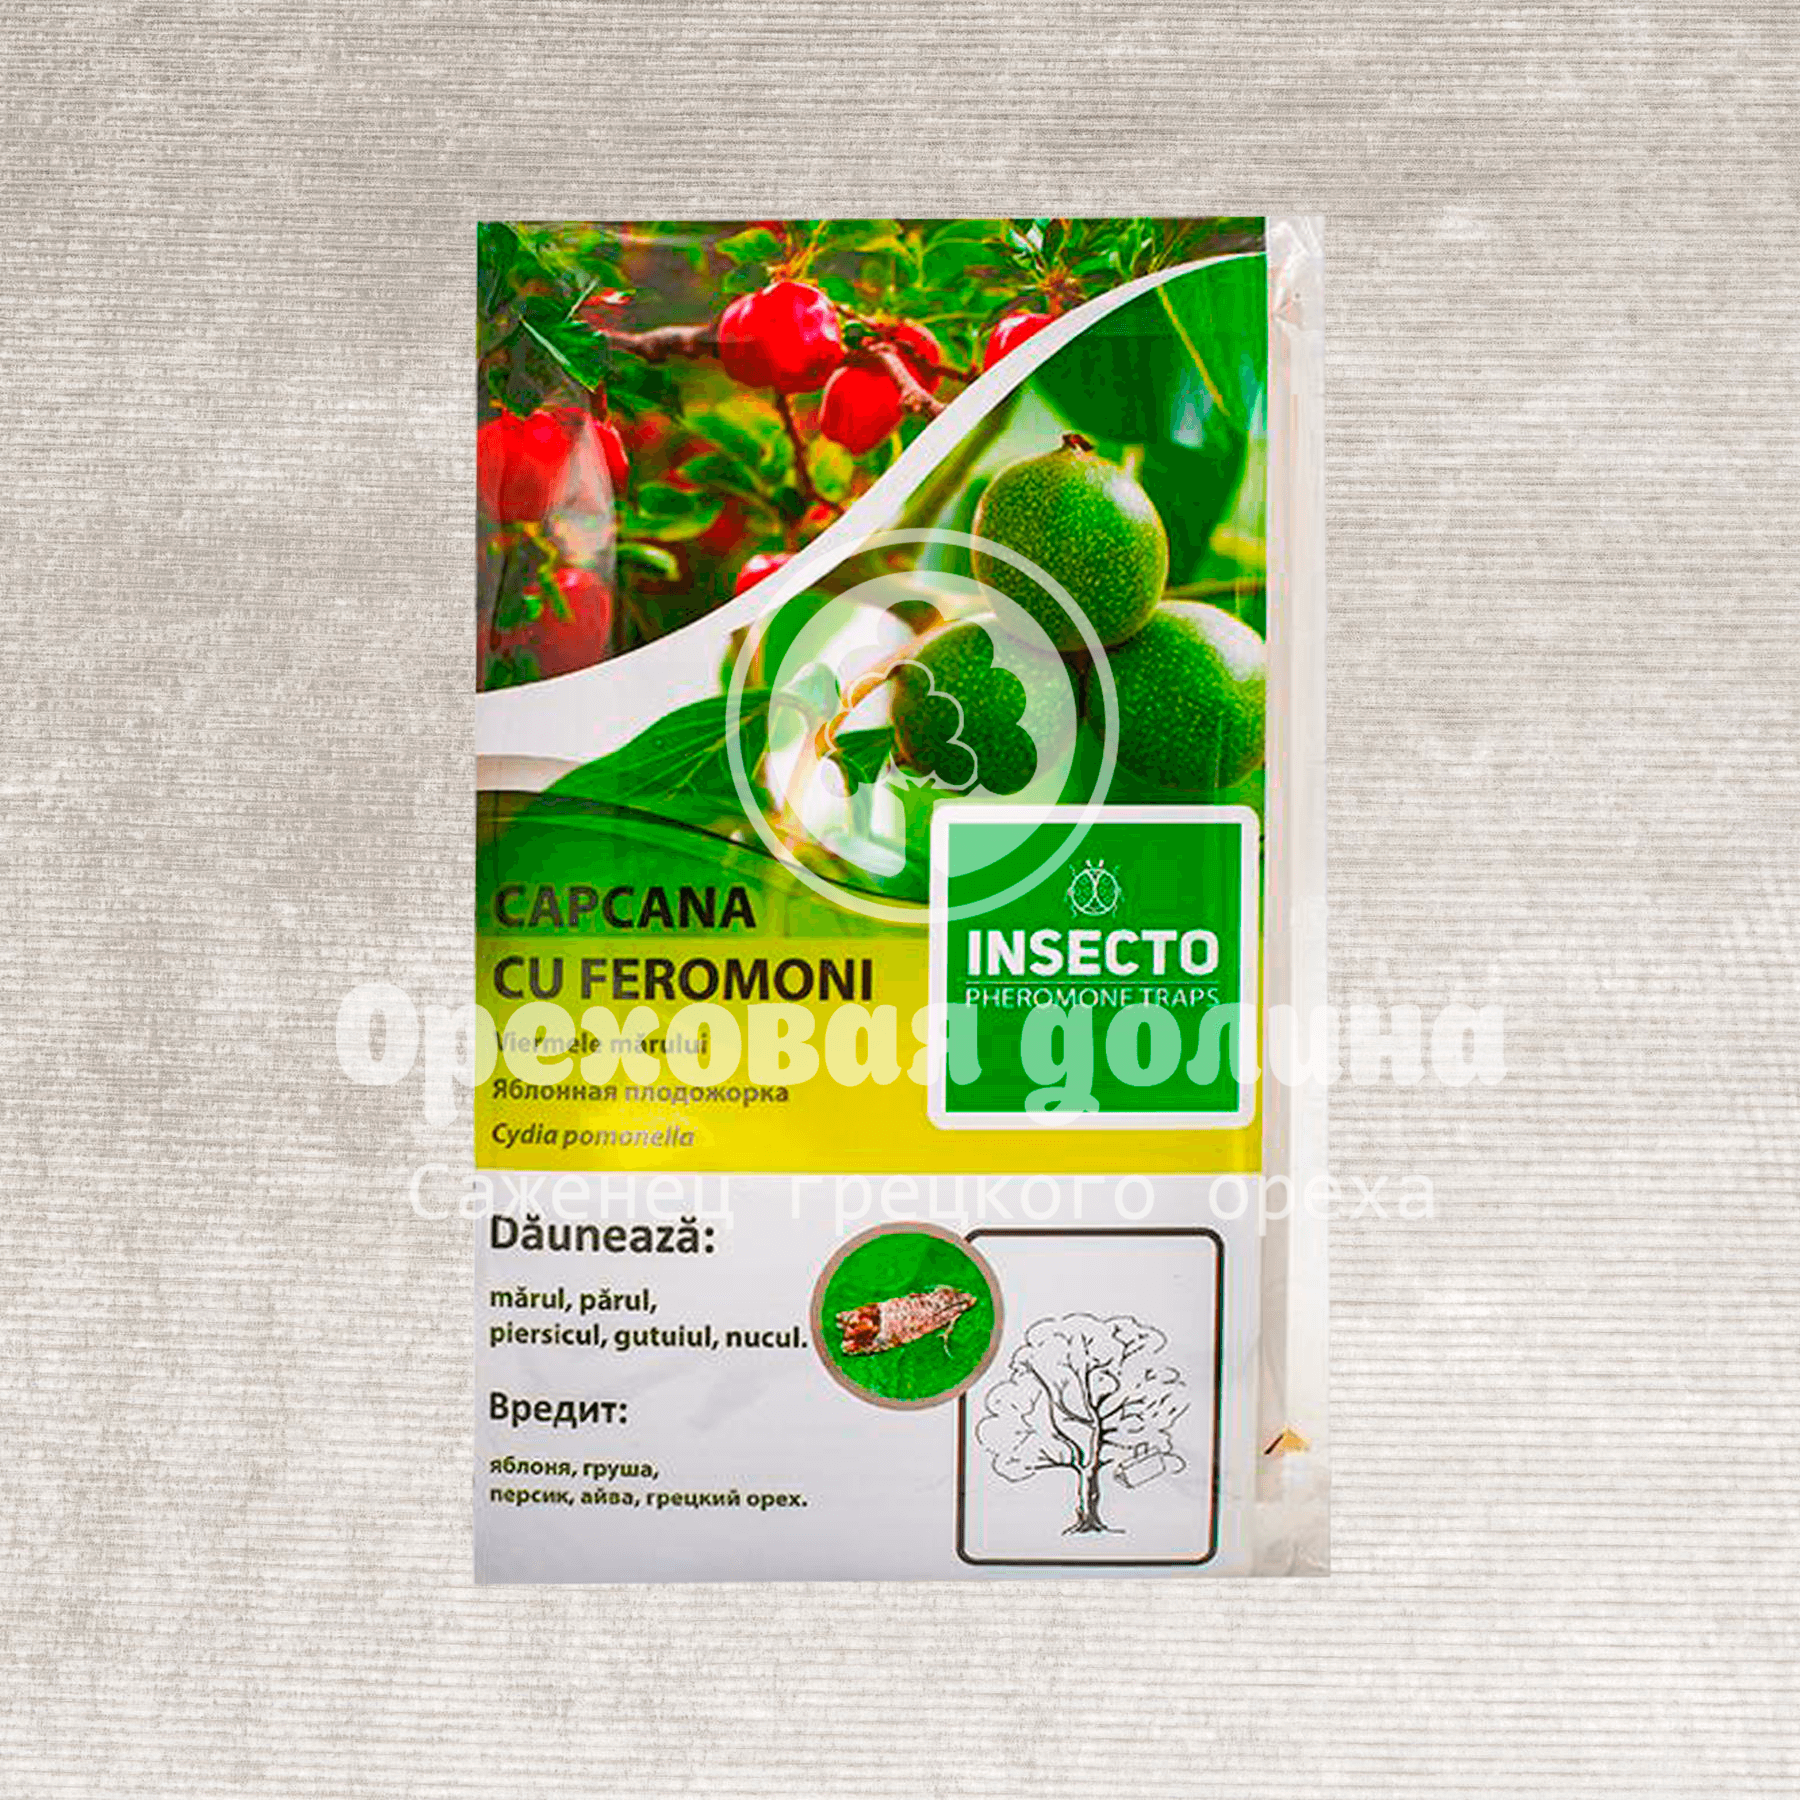 CAPCANA
CU FEROMONI
INSECTO
PHEROMONE TRAPS
Viermele mărului
Яблонная плодожорка
Cydia pomonella
Ореховая долина
Саженец грецкого ореха
Dăunează:
mărul, părul,
piersicul, gutuiul, nucul.
Вредит:
яблоня, груша,
персик, айва, грецкий орех.